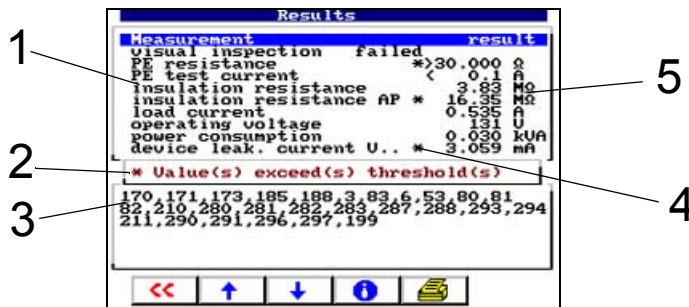 Results
Measurement result
visual inspection failed
PE resistance *>30.000 Ω
PE test current < 0.1 A
insulation resistance 3.83 MΩ
insulation resistance AP * 16.35 MΩ
load current 0.535 A
operating voltage 131 V
power consumption 0.030 kVA
device leak. current V.. * 3.059 mA
* Value(s) exceed(s) threshold(s)
170,171,173,185,188,3,83,6,53,80,81
82,210,280,281,282,283,287,288,293,294
211,290,291,296,297,199
<<
1
2
3
4
5